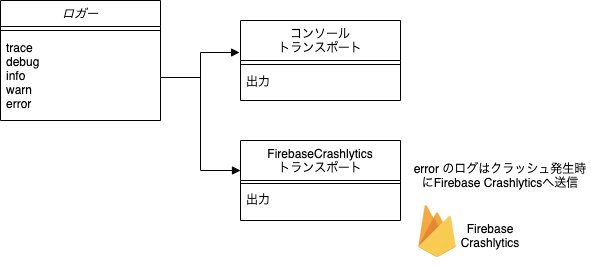 ロガー
trace
debug
info
warn
error
コンソール
トランスポート
出力
FirebaseCrashlytics
トランスポート
出力
error のログはクラッシュ発生時
にFirebase Crashlyticsへ送信
Firebase
Crashlytics